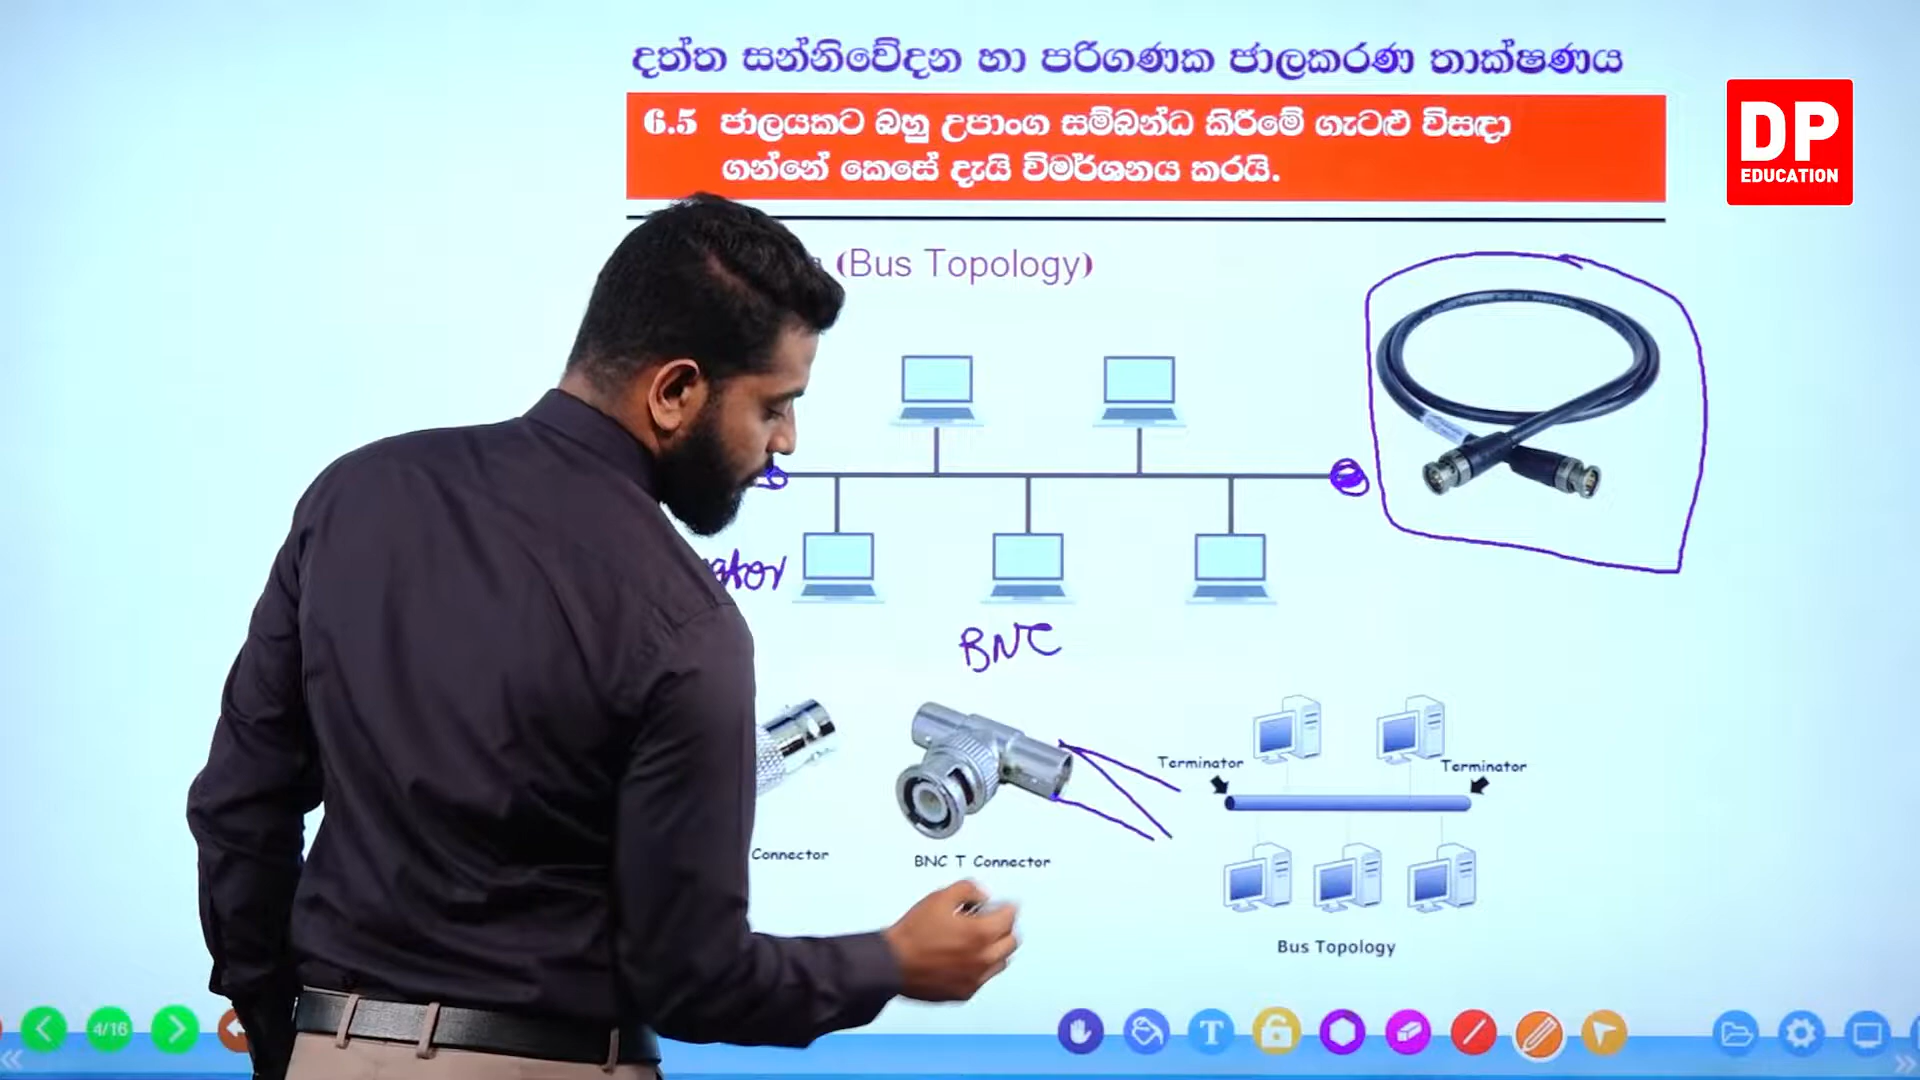 දත්ත සන්නිවේදන හා පරිගණක ජාලකරණ තාක්ෂණය
6.5 ජාලයකට බහු උපාංග සම්බන්ධ කිරීමේ ගැටළු විසඳා
ගන්නේ කෙසේ දැයි විමර්ශනය කරයි.
DP
EDUCATION
(Bus Topology)
BNC
Terminator
Terminator
Connector
BNC T Connector
Bus Topology
4/16
T